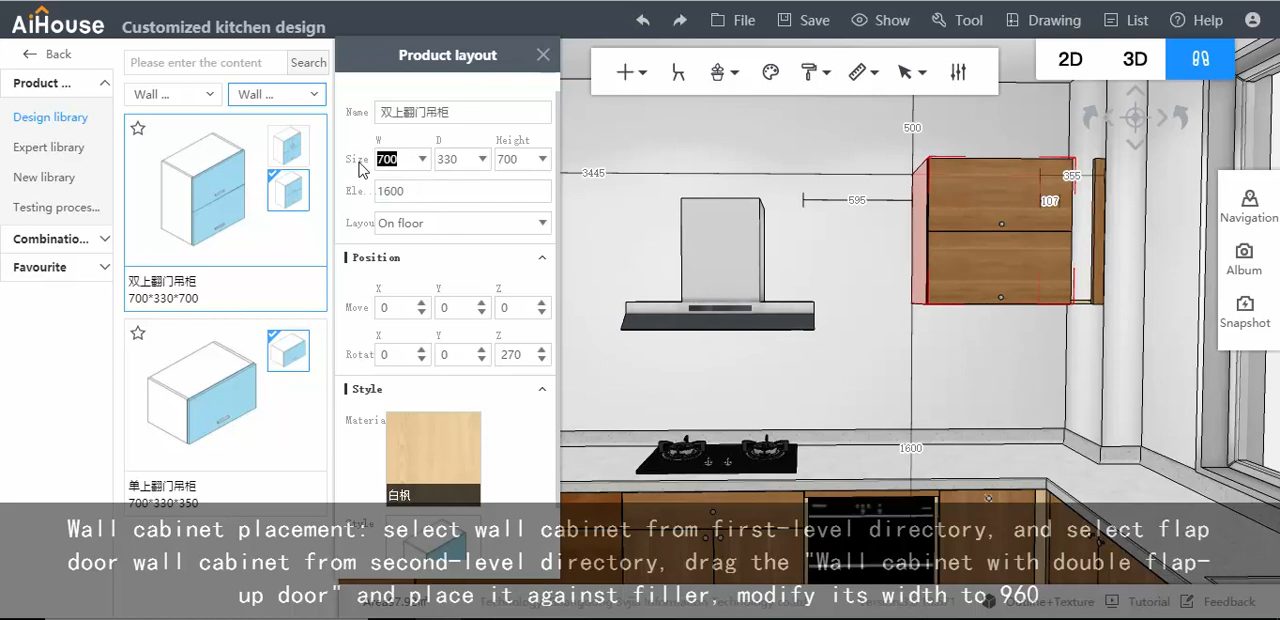 AiHouse
Customized kitchen design
File
Save
Show
Tool
Drawing
List
Help
Back
Product ...
Design library
Expert library
New library
Testing proces...
Combinatio...
Favourite
Please enter the content
Search
Wall ...
Wall ...
双上翻门吊柜
700*330*700
单上翻门吊柜
700*330*350
Product layout
Name
双上翻门吊柜
W
D
Height
Size
700
330
700
Ele..
1600
Layou
On floor
Position
X
Y
Z
Move
0
0
0
X
Y
Z
Rotat
0
0
270
Style
Materia
白枫
Style
2D
3D
500
3445
595
355
107
1600
Navigation
Album
Snapshot
Wall cabinet placement: select wall cabinet from first-level directory, and select flap
door wall cabinet from second-level directory, drag the "Wall cabinet with double flap-
up door" and place it against filler, modify its width to 960
Outline+Texture
Tutorial
Feedback